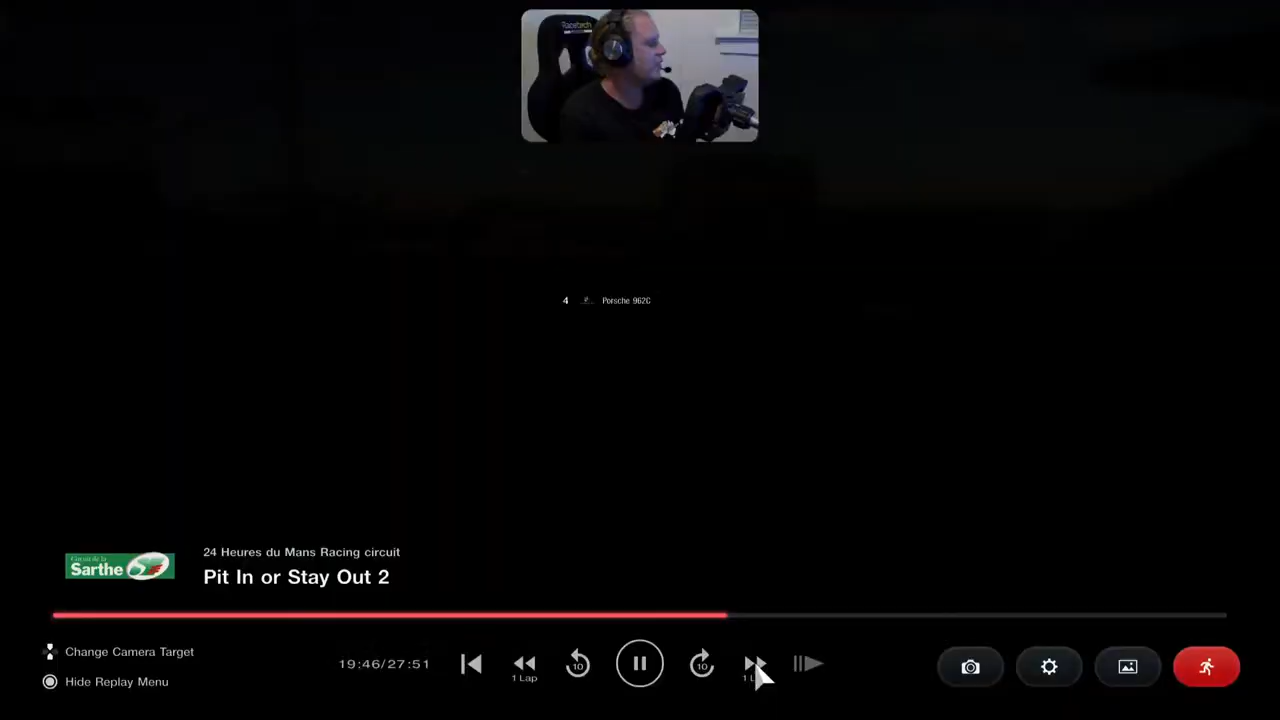 4 Porsche 962C
Circuit de la
Sarthe
24 Heures du Mans Racing circuit
Pit In or Stay Out 2
Change Camera Target
Hide Replay Menu
19:46/27:51
1 Lap
10
10